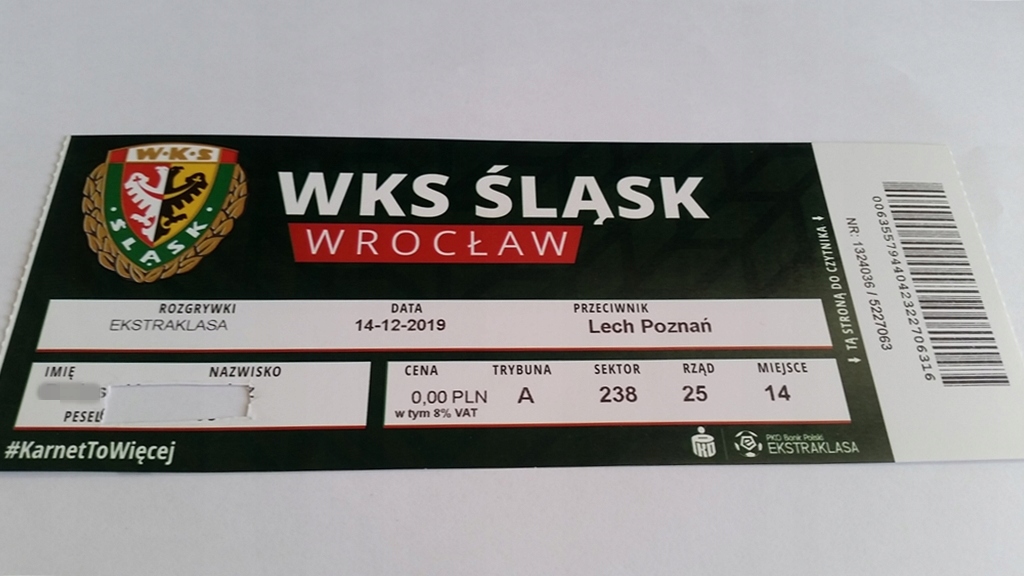 W·K·S
ŚLĄSK
WKS ŚLĄSK
WROCŁAW
ROZGRYWKI DATA PRZECIWNIK
EKSTRAKLASA 14-12-2019 Lech Poznań
IMIĘ NAZWISKO
PESEL
CENA TRYBUNA SEKTOR RZĄD MIEJSCE
0,00 PLN A 238 25 14
w tym 8% VAT
#KarnetToWięcej
PKO Bank Polski
EKSTRAKLASA
TĄ STRONĄ DO CZYTNIKA
NR: 1324036 / 5227063
0063557944042322706316